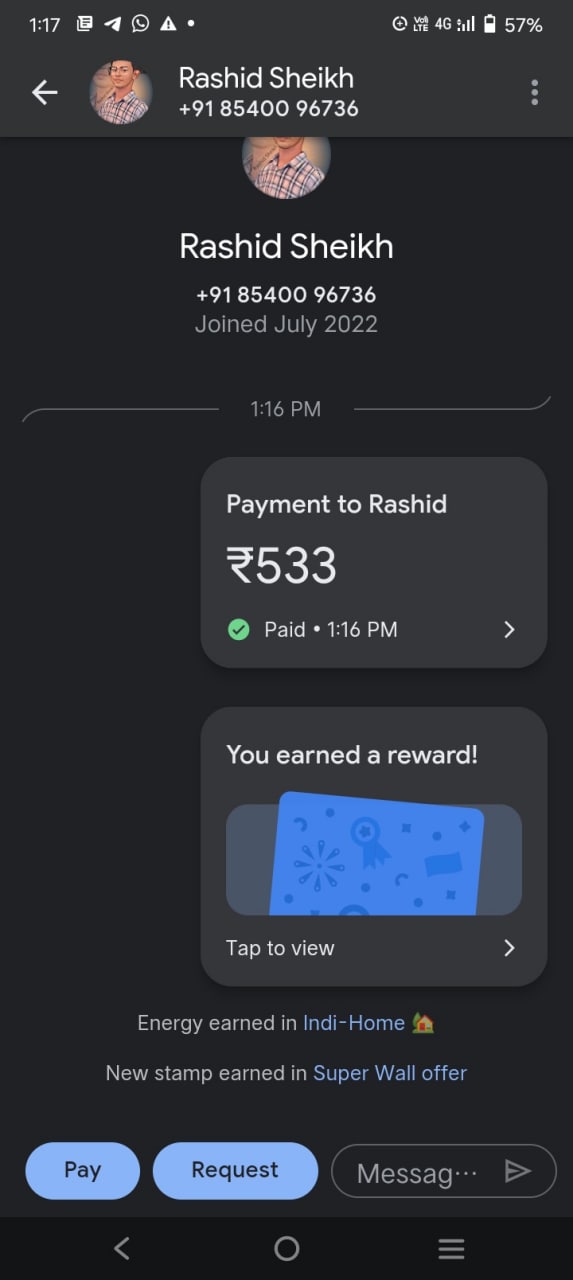 1:17
Vo)
LTE 4G 57%
Rashid Sheikh
+91 85400 96736
Rashid Sheikh
+91 85400 96736
Joined July 2022
1:16 PM
Payment to Rashid
₹533
Paid • 1:16 PM
You earned a reward!
Tap to view
Energy earned in Indi-Home 🏡
New stamp earned in Super Wall offer
Pay
Request
Messag...